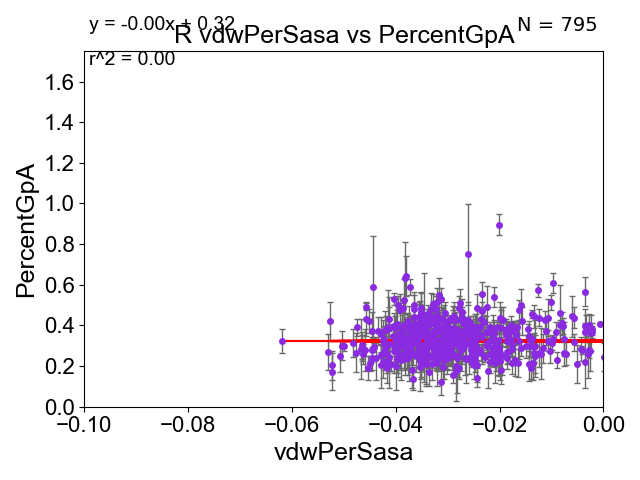 y = -0.00x + 0.32
N = 795
R vdwPerSasa vs PercentGpA
r^2 = 0.00
PercentGpA
1.6
1.4
1.2
1.0
0.8
0.6
0.4
0.2
0.0
−0.10 −0.08 −0.06 −0.04 −0.02 0.00
vdwPerSasa